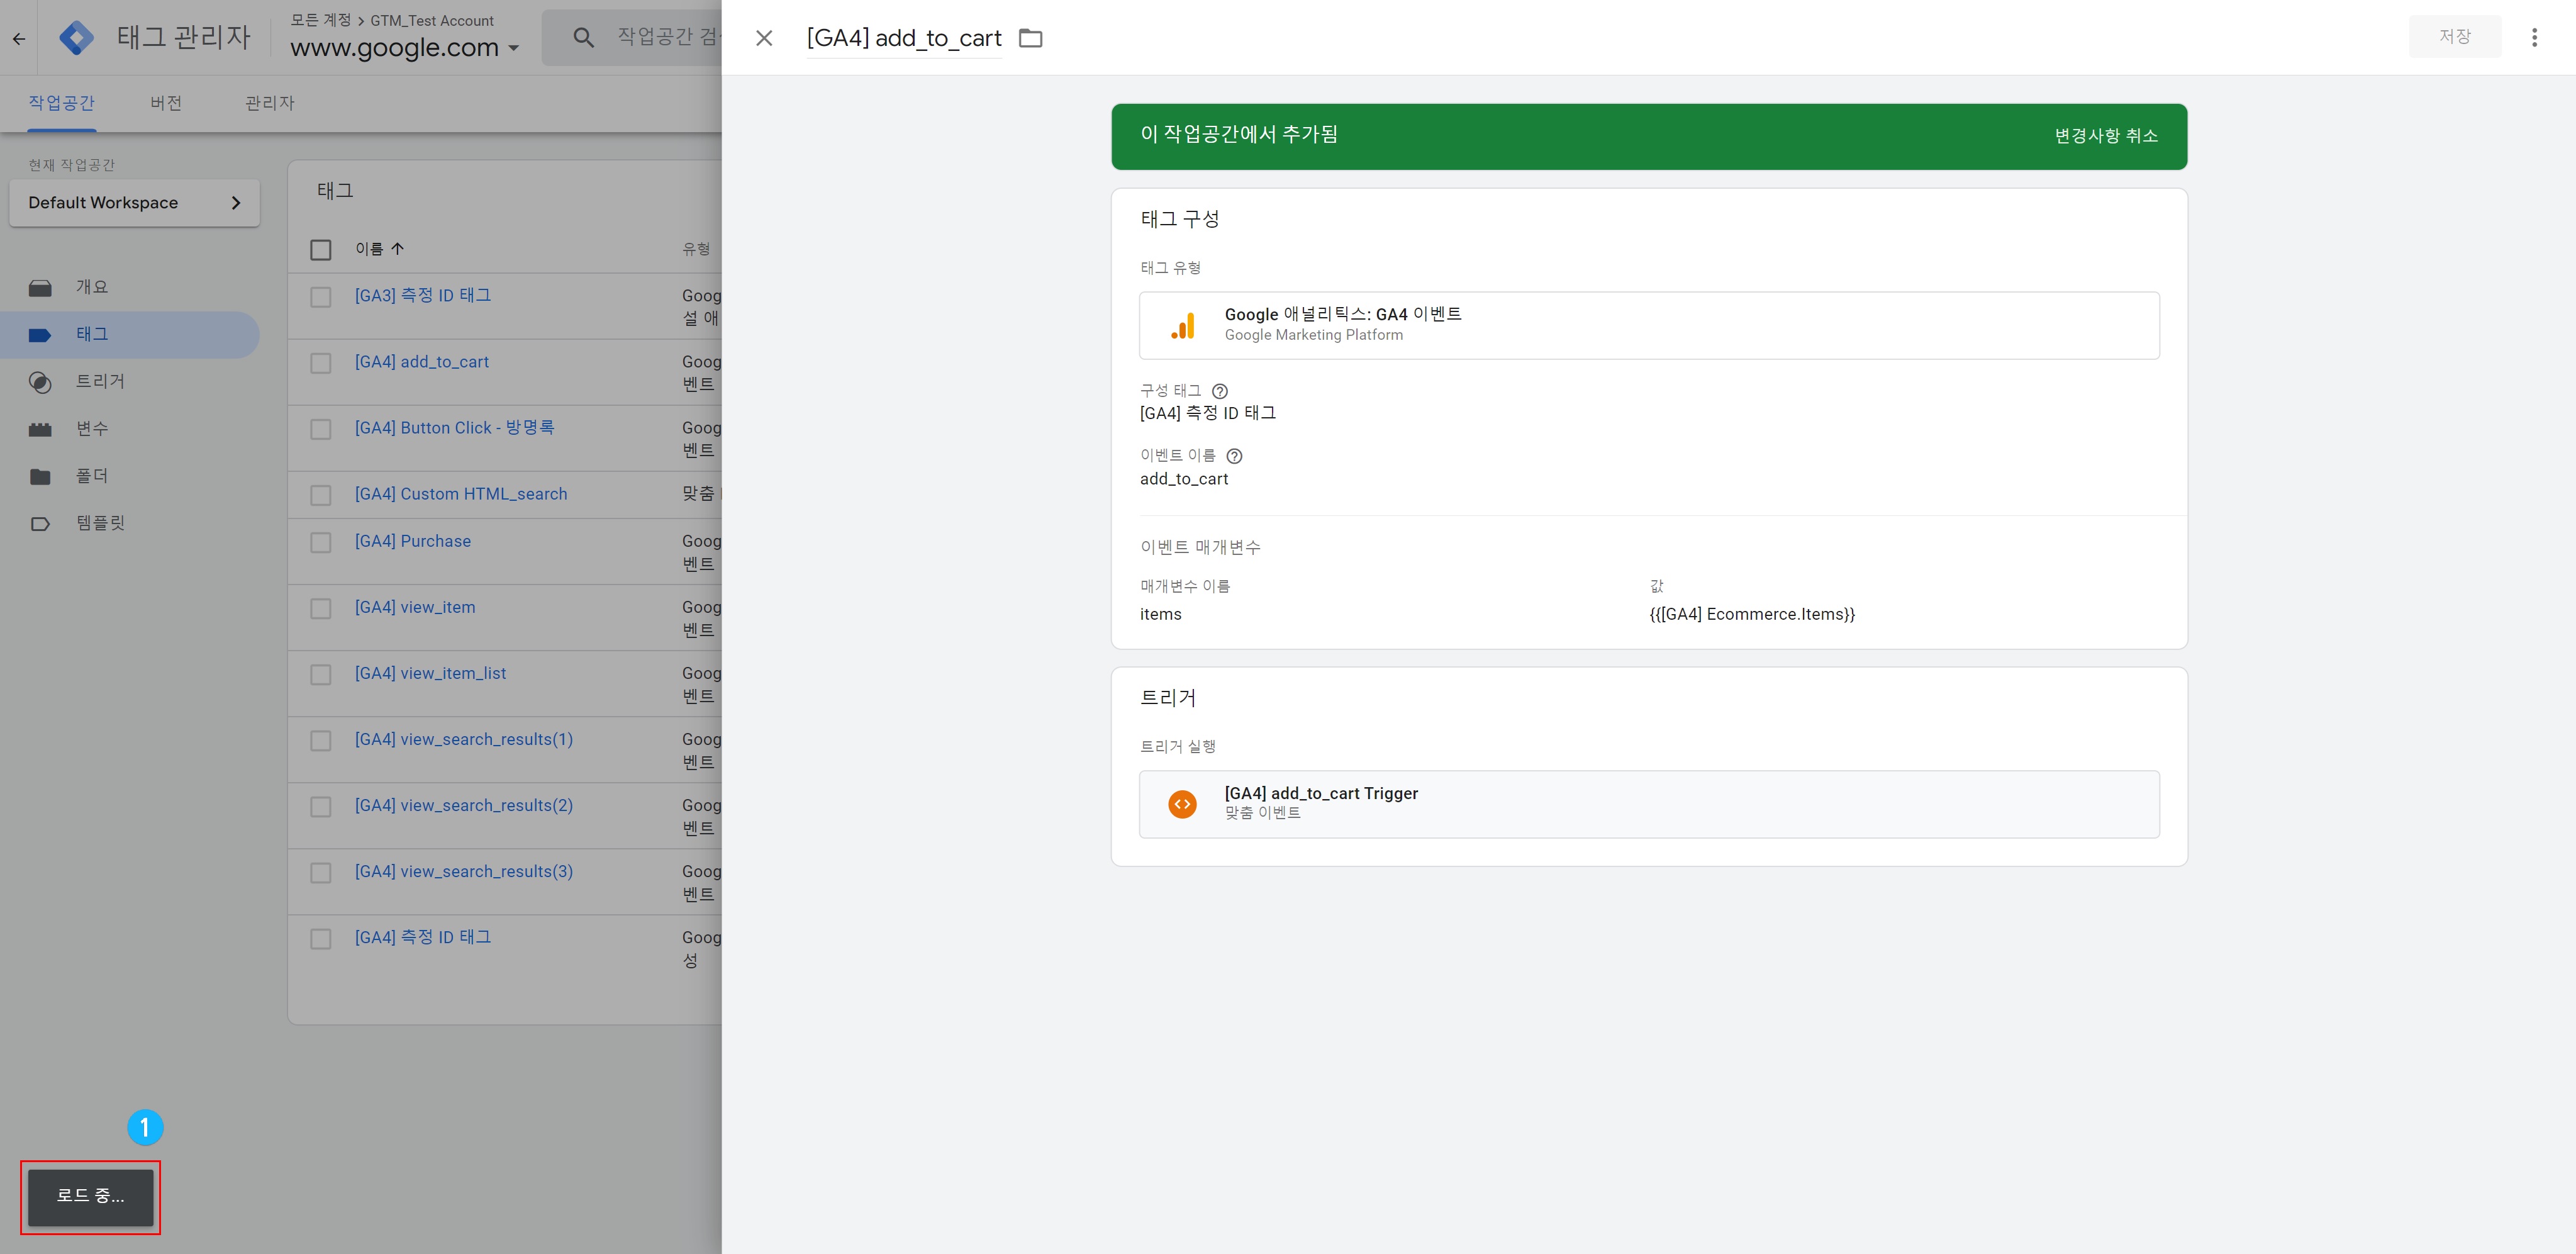 태그 관리자
모든 계정 > GTM_Test Account
www.google.com
작업공간 검색
작업공간
버전
관리자
현재 작업공간
Default Workspace
개요
태그
트리거
변수
폴더
템플릿
태그
이름
유형
[GA3] 측정 ID 태그
Goog
설 애
[GA4] add_to_cart
Goog
벤트
[GA4] Button Click - 방명록
Goog
벤트
[GA4] Custom HTML_search
맞춤
[GA4] Purchase
Goog
벤트
[GA4] view_item
Goog
벤트
[GA4] view_item_list
Goog
벤트
[GA4] view_search_results(1)
Goog
벤트
[GA4] view_search_results(2)
Goog
벤트
[GA4] view_search_results(3)
Goog
벤트
[GA4] 측정 ID 태그
Goog
성
1
로드 중...
[GA4] add_to_cart
저장
이 작업공간에서 추가됨
변경사항 취소
태그 구성
태그 유형
Google 애널리틱스: GA4 이벤트
Google Marketing Platform
구성 태그
[GA4] 측정 ID 태그
이벤트 이름
add_to_cart
이벤트 매개변수
매개변수 이름
값
items
{{[GA4] Ecommerce.Items}}
트리거
트리거 실행
[GA4] add_to_cart Trigger
맞춤 이벤트